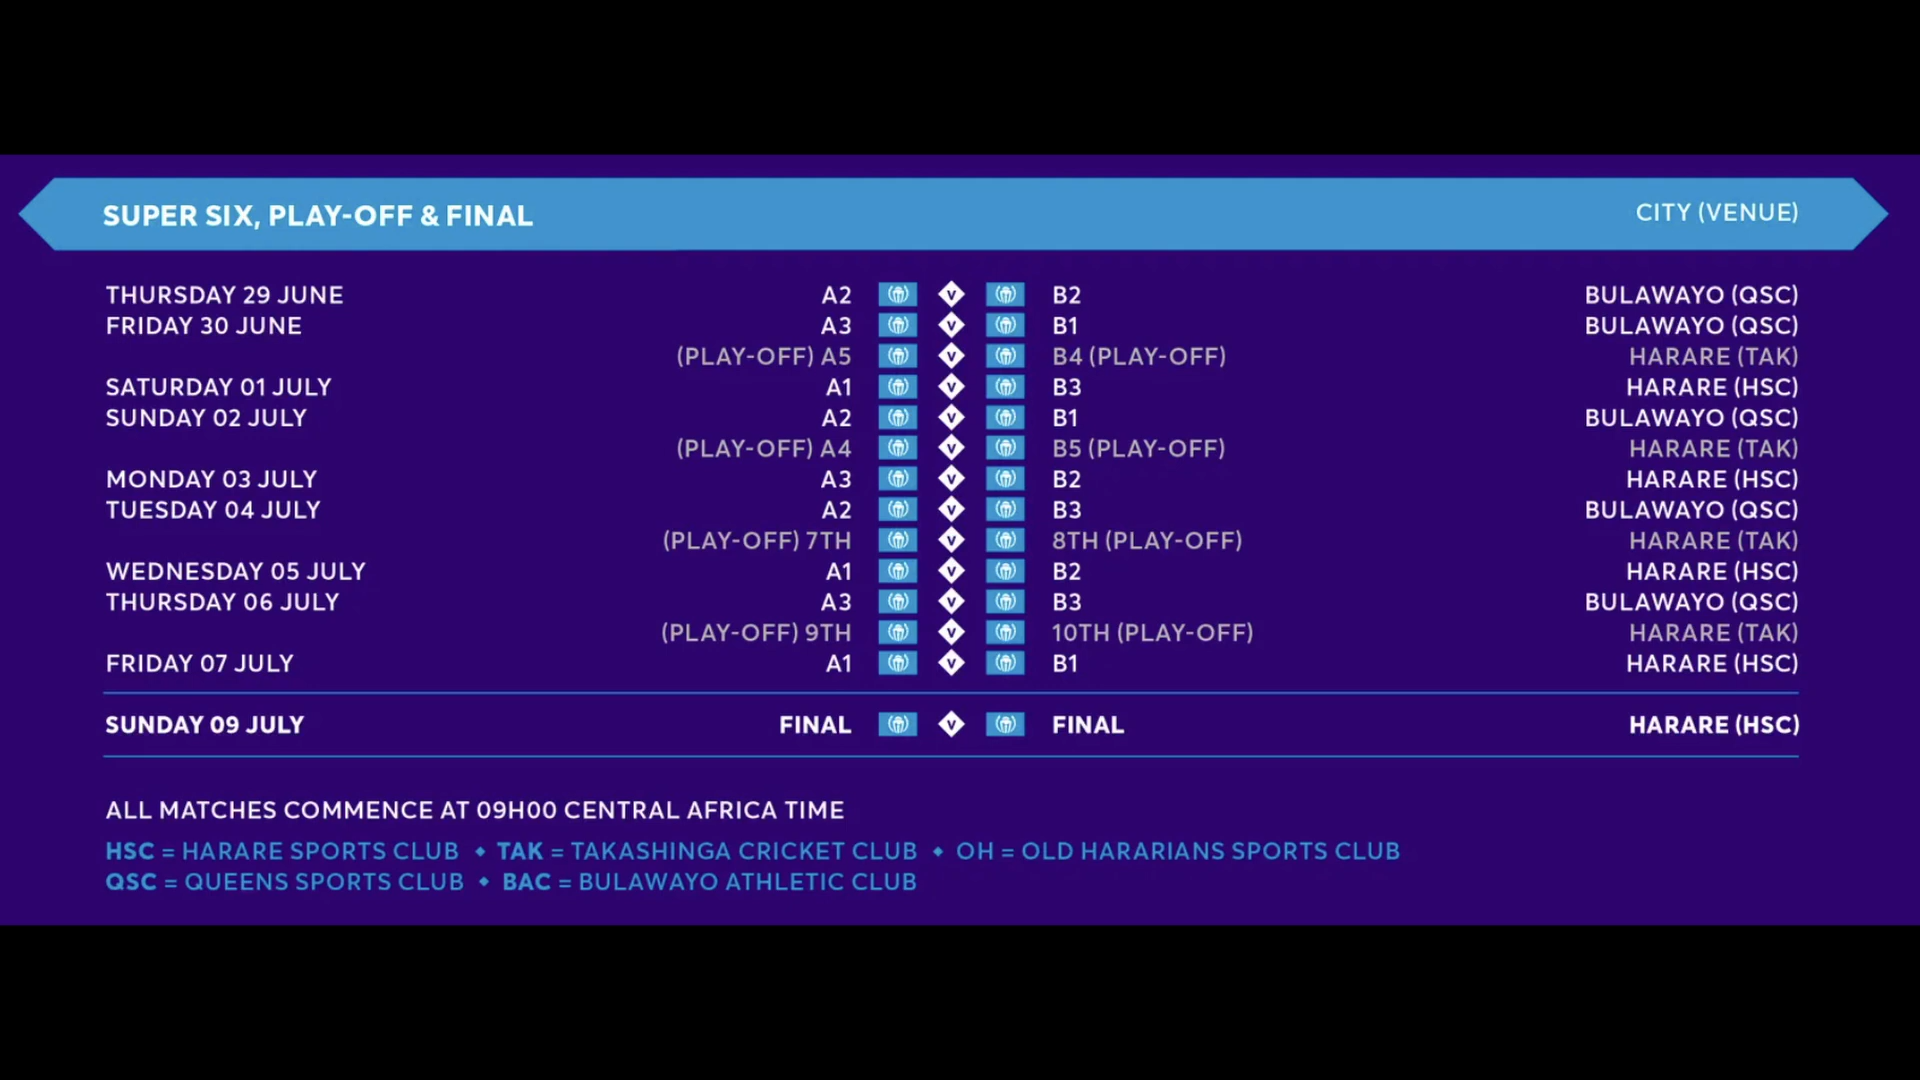 SUPER SIX, PLAY-OFF & FINAL CITY (VENUE)
THURSDAY 29 JUNE A2 V B2 BULAWAYO (QSC)
FRIDAY 30 JUNE A3 V B1 BULAWAYO (QSC)
(PLAY-OFF) A5 V B4 (PLAY-OFF) HARARE (TAK)
SATURDAY 01 JULY A1 V B3 HARARE (HSC)
SUNDAY 02 JULY A2 V B1 BULAWAYO (QSC)
(PLAY-OFF) A4 V B5 (PLAY-OFF) HARARE (TAK)
MONDAY 03 JULY A3 V B2 HARARE (HSC)
TUESDAY 04 JULY A2 V B3 BULAWAYO (QSC)
(PLAY-OFF) 7TH V 8TH (PLAY-OFF) HARARE (TAK)
WEDNESDAY 05 JULY A1 V B2 HARARE (HSC)
THURSDAY 06 JULY A3 V B3 BULAWAYO (QSC)
(PLAY-OFF) 9TH V 10TH (PLAY-OFF) HARARE (TAK)
FRIDAY 07 JULY A1 V B1 HARARE (HSC)
SUNDAY 09 JULY FINAL V FINAL HARARE (HSC)
ALL MATCHES COMMENCE AT 09H00 CENTRAL AFRICA TIME
HSC = HARARE SPORTS CLUB ◆ TAK = TAKASHINGA CRICKET CLUB ◆ OH = OLD HARARIANS SPORTS CLUB
QSC = QUEENS SPORTS CLUB ◆ BAC = BULAWAYO ATHLETIC CLUB